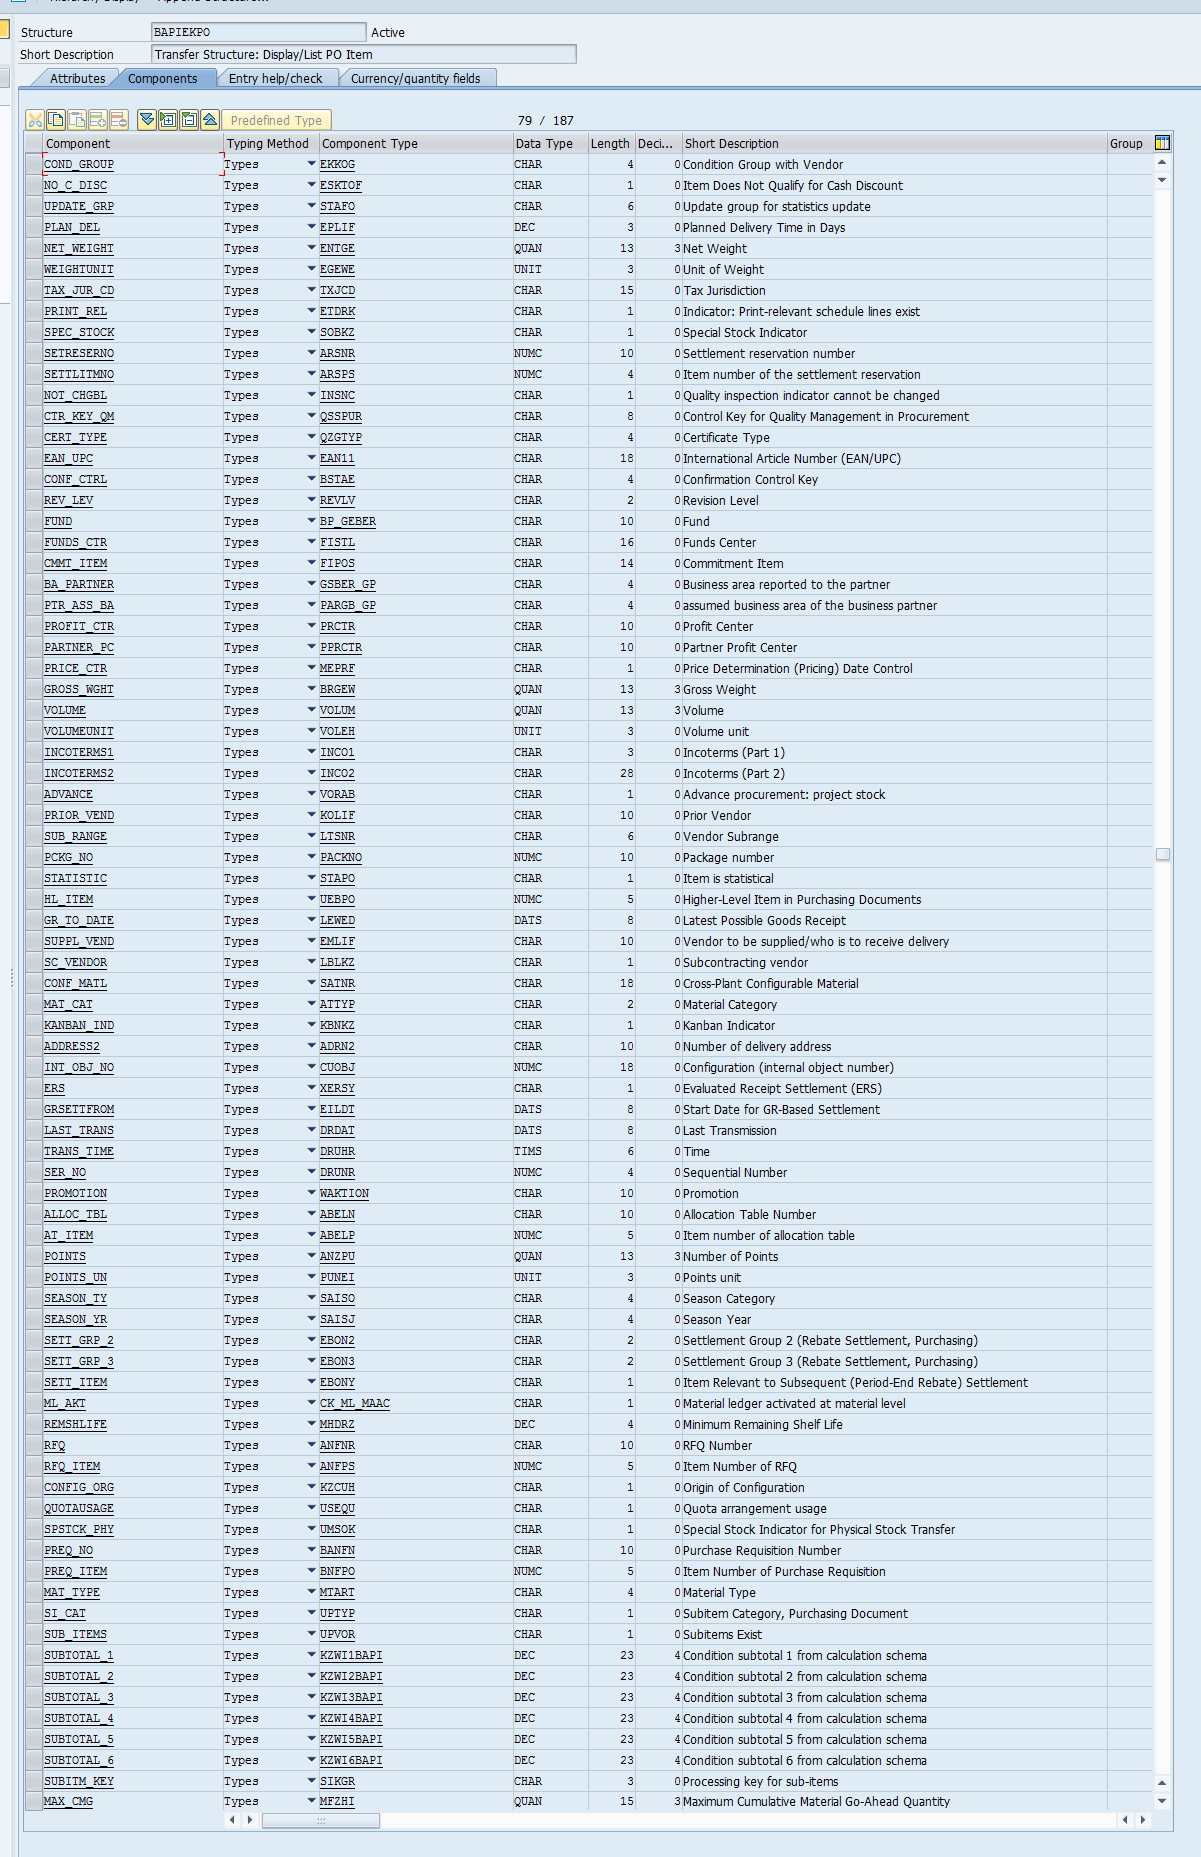 Structure BAPIEKPO Active
Short Description Transfer Structure: Display/List PO Item
Attributes Components Entry help/check Currency/quantity fields
Predefined Type 79 / 187
Component Typing Method Component Type Data Type Length Deci... Short Description Group
COND_GROUP Types EKKOG CHAR 4 0 Condition Group with Vendor
NO_C_DISC Types ESKTOF CHAR 1 0 Item Does Not Qualify for Cash Discount
UPDATE_GRP Types STAFO CHAR 6 0 Update group for statistics update
PLAN_DEL Types EPLIF DEC 3 0 Planned Delivery Time in Days
NET_WEIGHT Types ENTGE QUAN 13 3 Net Weight
WEIGHTUNIT Types EGEWE UNIT 3 0 Unit of Weight
TAX_JUR_CD Types TXJCD CHAR 15 0 Tax Jurisdiction
PRINT_REL Types ETDRK CHAR 1 0 Indicator: Print-relevant schedule lines exist
SPEC_STOCK Types SOBKZ CHAR 1 0 Special Stock Indicator
SETRESERNO Types ARSNR NUMC 10 0 Settlement reservation number
SETTLITMNO Types ARSPS NUMC 4 0 Item number of the settlement reservation
NOT_CHGBL Types INSNC CHAR 1 0 Quality inspection indicator cannot be changed
CTR_KEY_QM Types QSSPUR CHAR 8 0 Control Key for Quality Management in Procurement
CERT_TYPE Types QZGTYP CHAR 4 0 Certificate Type
EAN_UPC Types EAN11 CHAR 18 0 International Article Number (EAN/UPC)
CONF_CTRL Types BSTAE CHAR 4 0 Confirmation Control Key
REV_LEV Types REVLV CHAR 2 0 Revision Level
FUND Types BP_GEBER CHAR 10 0 Fund
FUNDS_CTR Types FISTL CHAR 16 0 Funds Center
CMMT_ITEM Types FIPOS CHAR 14 0 Commitment Item
BA_PARTNER Types GSBER_GP CHAR 4 0 Business area reported to the partner
PTR_ASS_BA Types PARGB_GP CHAR 4 0 assumed business area of the business partner
PROFIT_CTR Types PRCTR CHAR 10 0 Profit Center
PARTNER_PC Types PPRCTR CHAR 10 0 Partner Profit Center
PRICE_CTR Types MEPRF CHAR 1 0 Price Determination (Pricing) Date Control
GROSS_WGHT Types BRGEW QUAN 13 3 Gross Weight
VOLUME Types VOLUM QUAN 13 3 Volume
VOLUMEUNIT Types VOLEH UNIT 3 0 Volume unit
INCOTERMS1 Types INCO1 CHAR 3 0 Incoterms (Part 1)
INCOTERMS2 Types INCO2 CHAR 28 0 Incoterms (Part 2)
ADVANCE Types VORAB CHAR 1 0 Advance procurement: project stock
PRIOR_VEND Types KOLIF CHAR 10 0 Prior Vendor
SUB_RANGE Types LTSNR CHAR 6 0 Vendor Subrange
PCKG_NO Types PACKNO NUMC 10 0 Package number
STATISTIC Types STAPO CHAR 1 0 Item is statistical
HL_ITEM Types UEBPO NUMC 5 0 Higher-Level Item in Purchasing Documents
GR_TO_DATE Types LEWED DATS 8 0 Latest Possible Goods Receipt
SUPPL_VEND Types EMLIF CHAR 10 0 Vendor to be supplied/who is to receive delivery
SC_VENDOR Types LBLKZ CHAR 1 0 Subcontracting vendor
CONF_MATL Types SATNR CHAR 18 0 Cross-Plant Configurable Material
MAT_CAT Types ATTYP CHAR 2 0 Material Category
KANBAN_IND Types KBNKZ CHAR 1 0 Kanban Indicator
ADDRESS2 Types ADRN2 CHAR 10 0 Number of delivery address
INT_OBJ_NO Types CUOBJ NUMC 18 0 Configuration (internal object number)
ERS Types XERSY CHAR 1 0 Evaluated Receipt Settlement (ERS)
GRSETTFROM Types EILDT DATS 8 0 Start Date for GR-Based Settlement
LAST_TRANS Types DRDAT DATS 8 0 Last Transmission
TRANS_TIME Types DRUHR TIMS 6 0 Time
SER_NO Types DRUNR NUMC 4 0 Sequential Number
PROMOTION Types WAKTION CHAR 10 0 Promotion
ALLOC_TBL Types ABELN CHAR 10 0 Allocation Table Number
AT_ITEM Types ABELP NUMC 5 0 Item number of allocation table
POINTS Types ANZPU QUAN 13 3 Number of Points
POINTS_UN Types PUNEI UNIT 3 0 Points unit
SEASON_TY Types SAISO CHAR 4 0 Season Category
SEASON_YR Types SAISJ CHAR 4 0 Season Year
SETT_GRP_2 Types EBON2 CHAR 2 0 Settlement Group 2 (Rebate Settlement, Purchasing)
SETT_GRP_3 Types EBON3 CHAR 2 0 Settlement Group 3 (Rebate Settlement, Purchasing)
SETT_ITEM Types EBONY CHAR 1 0 Item Relevant to Subsequent (Period-End Rebate) Settlement
ML_AKT Types CK_ML_MAAC CHAR 1 0 Material ledger activated at material level
REMSHLIFE Types MHDRZ DEC 4 0 Minimum Remaining Shelf Life
RFQ Types ANFNR CHAR 10 0 RFQ Number
RFQ_ITEM Types ANFPS NUMC 5 0 Item Number of RFQ
CONFIG_ORG Types KZCUH CHAR 1 0 Origin of Configuration
QUOTAUSAGE Types USEQU CHAR 1 0 Quota arrangement usage
SPSTCK_PHY Types UMSOK CHAR 1 0 Special Stock Indicator for Physical Stock Transfer
PREQ_NO Types BANFN CHAR 10 0 Purchase Requisition Number
PREQ_ITEM Types BNFPO NUMC 5 0 Item Number of Purchase Requisition
MAT_TYPE Types MTART CHAR 4 0 Material Type
SI_CAT Types UPTYP CHAR 1 0 Subitem Category, Purchasing Document
SUB_ITEMS Types UPVOR CHAR 1 0 Subitems Exist
SUBTOTAL_1 Types KZWI1BAPI DEC 23 4 Condition subtotal 1 from calculation schema
SUBTOTAL_2 Types KZWI2BAPI DEC 23 4 Condition subtotal 2 from calculation schema
SUBTOTAL_3 Types KZWI3BAPI DEC 23 4 Condition subtotal 3 from calculation schema
SUBTOTAL_4 Types KZWI4BAPI DEC 23 4 Condition subtotal 4 from calculation schema
SUBTOTAL_5 Types KZWI5BAPI DEC 23 4 Condition subtotal 5 from calculation schema
SUBTOTAL_6 Types KZWI6BAPI DEC 23 4 Condition subtotal 6 from calculation schema
SUBITM_KEY Types SIKGR CHAR 3 0 Processing key for sub-items
MAX_CMG Types MFZHI QUAN 15 3 Maximum Cumulative Material Go-Ahead Quantity